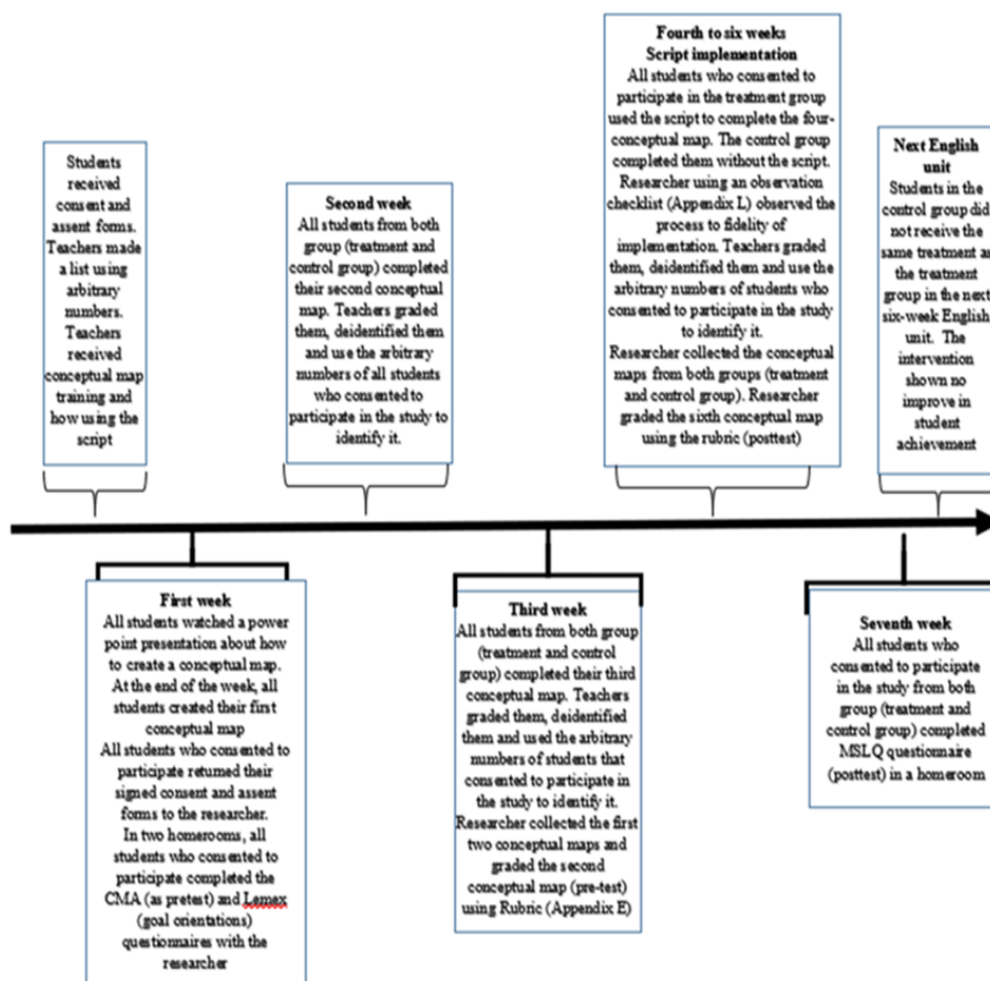 Students
received
consent and
assent forms.
Teachers made
a list using
arbitrary
numbers.
Teachers
received
conceptual map
training and
how using the
script
First week
All students watched a power
point presentation about how
to create a conceptual map.
At the end of the week, all
students created their first
conceptual map
All students who consented to
participate returned their
signed consent and assent
forms to the researcher.
In two homerooms, all
students who consented to
participate completed the
CMA (as pretest) and Lemex
(goal orientations)
questionnaires with the
researcher
Second week
All students from both
group (treatment and
control group) completed
their second conceptual
map. Teachers graded
them, deidentified them
and use the arbitrary
numbers of all students
who consented to
participate in the study to
identify it.
Third week
All students from both group
(treatment and control
group) completed their third
conceptual map. Teachers
graded them, deidentified
them and used the arbitrary
numbers of students that
consented to participate in
the study to identify it.
Researcher collected the first
two conceptual maps and
graded the second
conceptual map (pre-test)
using Rubric (Appendix E)
Fourth to six weeks
Script implementation
All students who consented to
participate in the treatment group
used the script to complete the four-
conceptual map. The control group
completed them without the script.
Researcher using an observation
checklist (Appendix L) observed the
process to fidelity of
implementation. Teachers graded
them, deidentified them and use the
arbitrary numbers of students who
consented to participate in the study
to identify it.
Researcher collected the conceptual
maps from both groups (treatment
and control group). Researcher
graded the sixth conceptual map
using the rubric (posttest)
Seventh week
All students who
consented to participate
in the study from both
group (treatment and
control group) completed
MSLQ questionnaire
(posttest) in a homeroom
Next English
unit
Students in the
control group did
not receive the
same treatment as
the treatment
group in the next
six-week English
unit. The
intervention
shown no
improve in
student
achievement